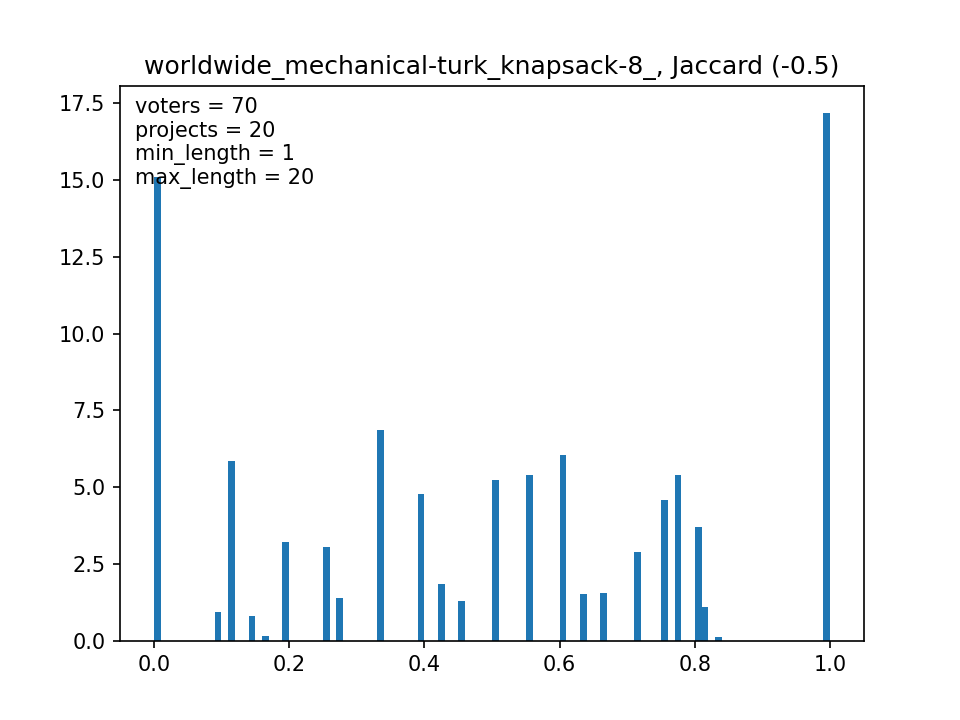 worldwide_mechanical-turk_knapsack-8_, Jaccard (-0.5)
voters = 70
projects = 20
min_length = 1
max_length = 20
17.5
15.0
12.5
10.0
7.5
5.0
2.5
0.0
0.0 0.2 0.4 0.6 0.8 1.0